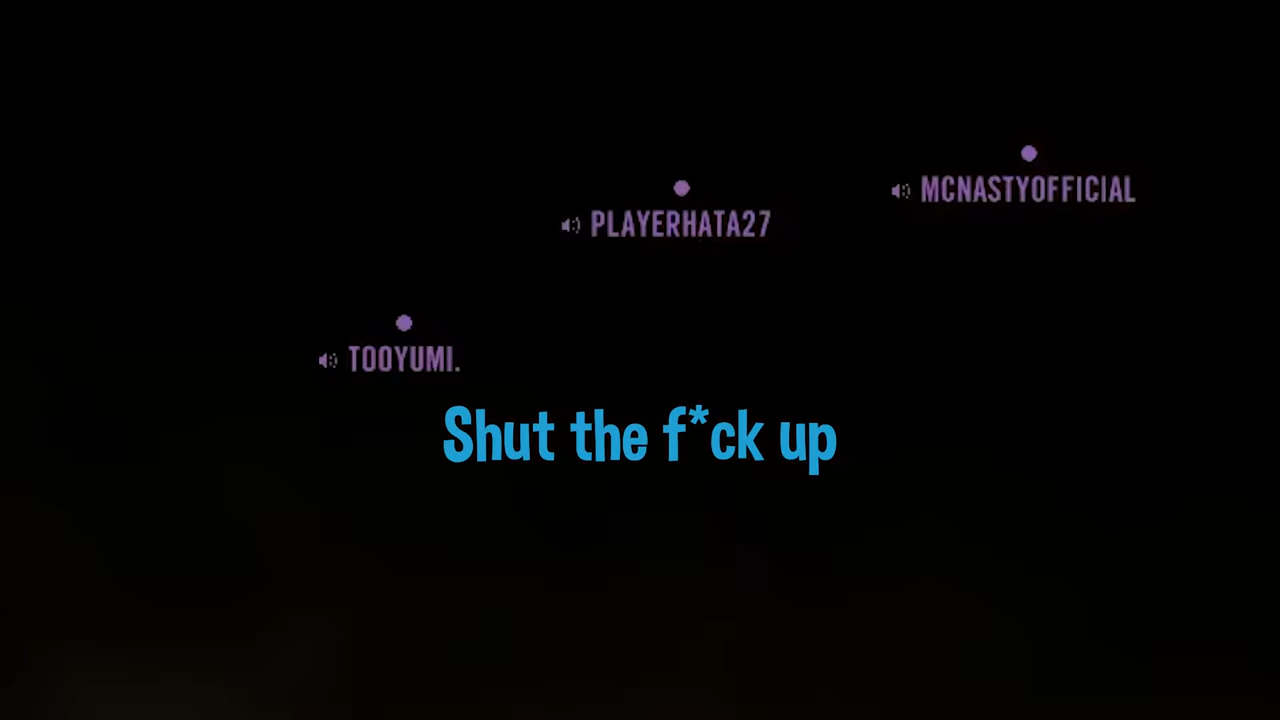 MCNASTYOFFICIAL
PLAYERHATA27
TOOYUMI.
Shut the f*ck up